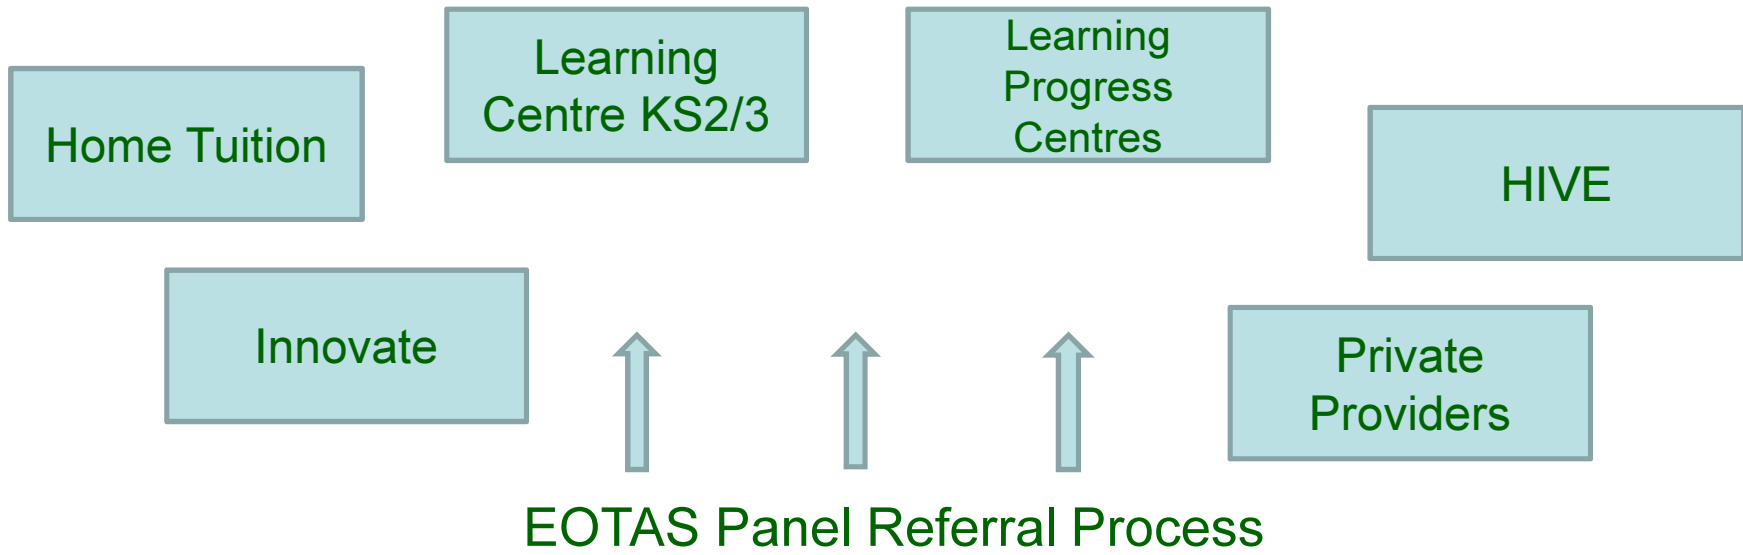 Home Tuition
Learning
Centre KS2/3
Learning
Progress
Centres
HIVE
Innovate
Private
Providers
EOTAS Panel Referral Process